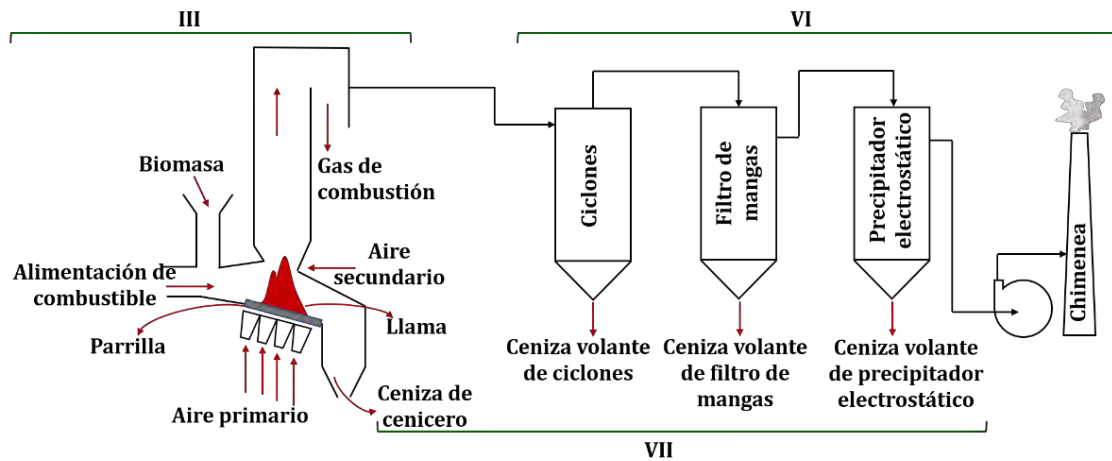 III
VI
Biomasa
Gas de
combustión
Alimentación de
combustible
Aire
secundario
Parrilla
Llama
Aire primario
Ceniza de
cenicero
Ciclones
Filtro de
mangas
Precipitador
electrostático
Chimenea
Ceniza volante
de ciclones
Ceniza volante
de filtro de
mangas
Ceniza volante
de precipitador
electrostático
VII